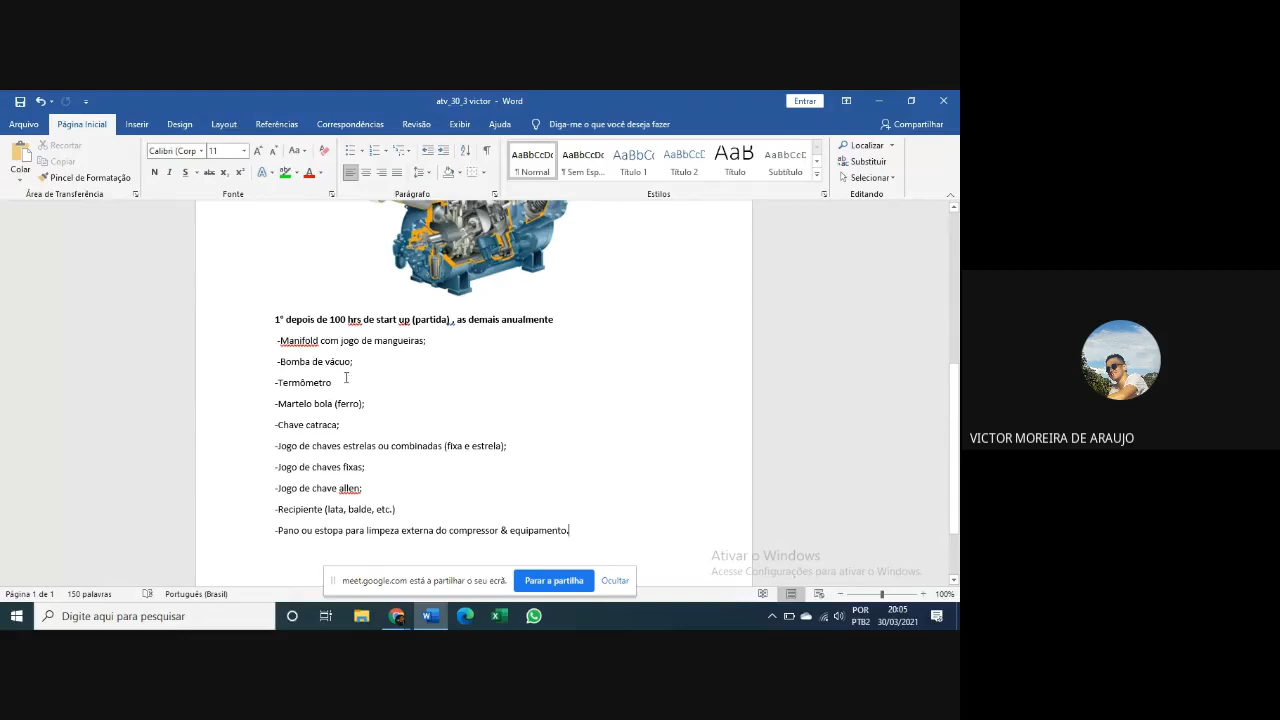 atv_30_3 victor - Word
Entrar
Arquivo
Página Inicial
Inserir
Design
Layout
Referências
Correspondências
Revisão
Exibir
Ajuda
Diga-me o que você deseja fazer
Compartilhar
Colar
Recortar
Copiar
Pincel de Formatação
Área de Transferência
Calibri (Corp
11
Fonte
Parágrafo
AaBbCcDc
¶ Normal
AaBbCcDc
¶ Sem Esp...
AaBbCc
Título 1
AaBbCcD
Título 2
AaB
Título
AaBbCcD
Subtítulo
Estilos
Localizar
Substituir
Selecionar
Editando
1° depois de 100 hrs de start up (partida) , as demais anualmente
-Manifold com jogo de mangueiras;
-Bomba de vácuo;
-Termômetro
-Martelo bola (ferro);
-Chave catraca;
-Jogo de chaves estrelas ou combinadas (fixa e estrela);
-Jogo de chaves fixas;
-Jogo de chave allen;
-Recipiente (lata, balde, etc.)
-Pano ou estopa para limpeza externa do compressor & equipamento.
Ativar o Windows
Acesse Configurações para ativar o Windows.
meet.google.com está a partilhar o seu ecrã.
Parar a partilha
Ocultar
Página 1 de 1
150 palavras
Português (Brasil)
100%
Digite aqui para pesquisar
POR
PTB2
20:05
30/03/2021
VICTOR MOREIRA DE ARAUJO